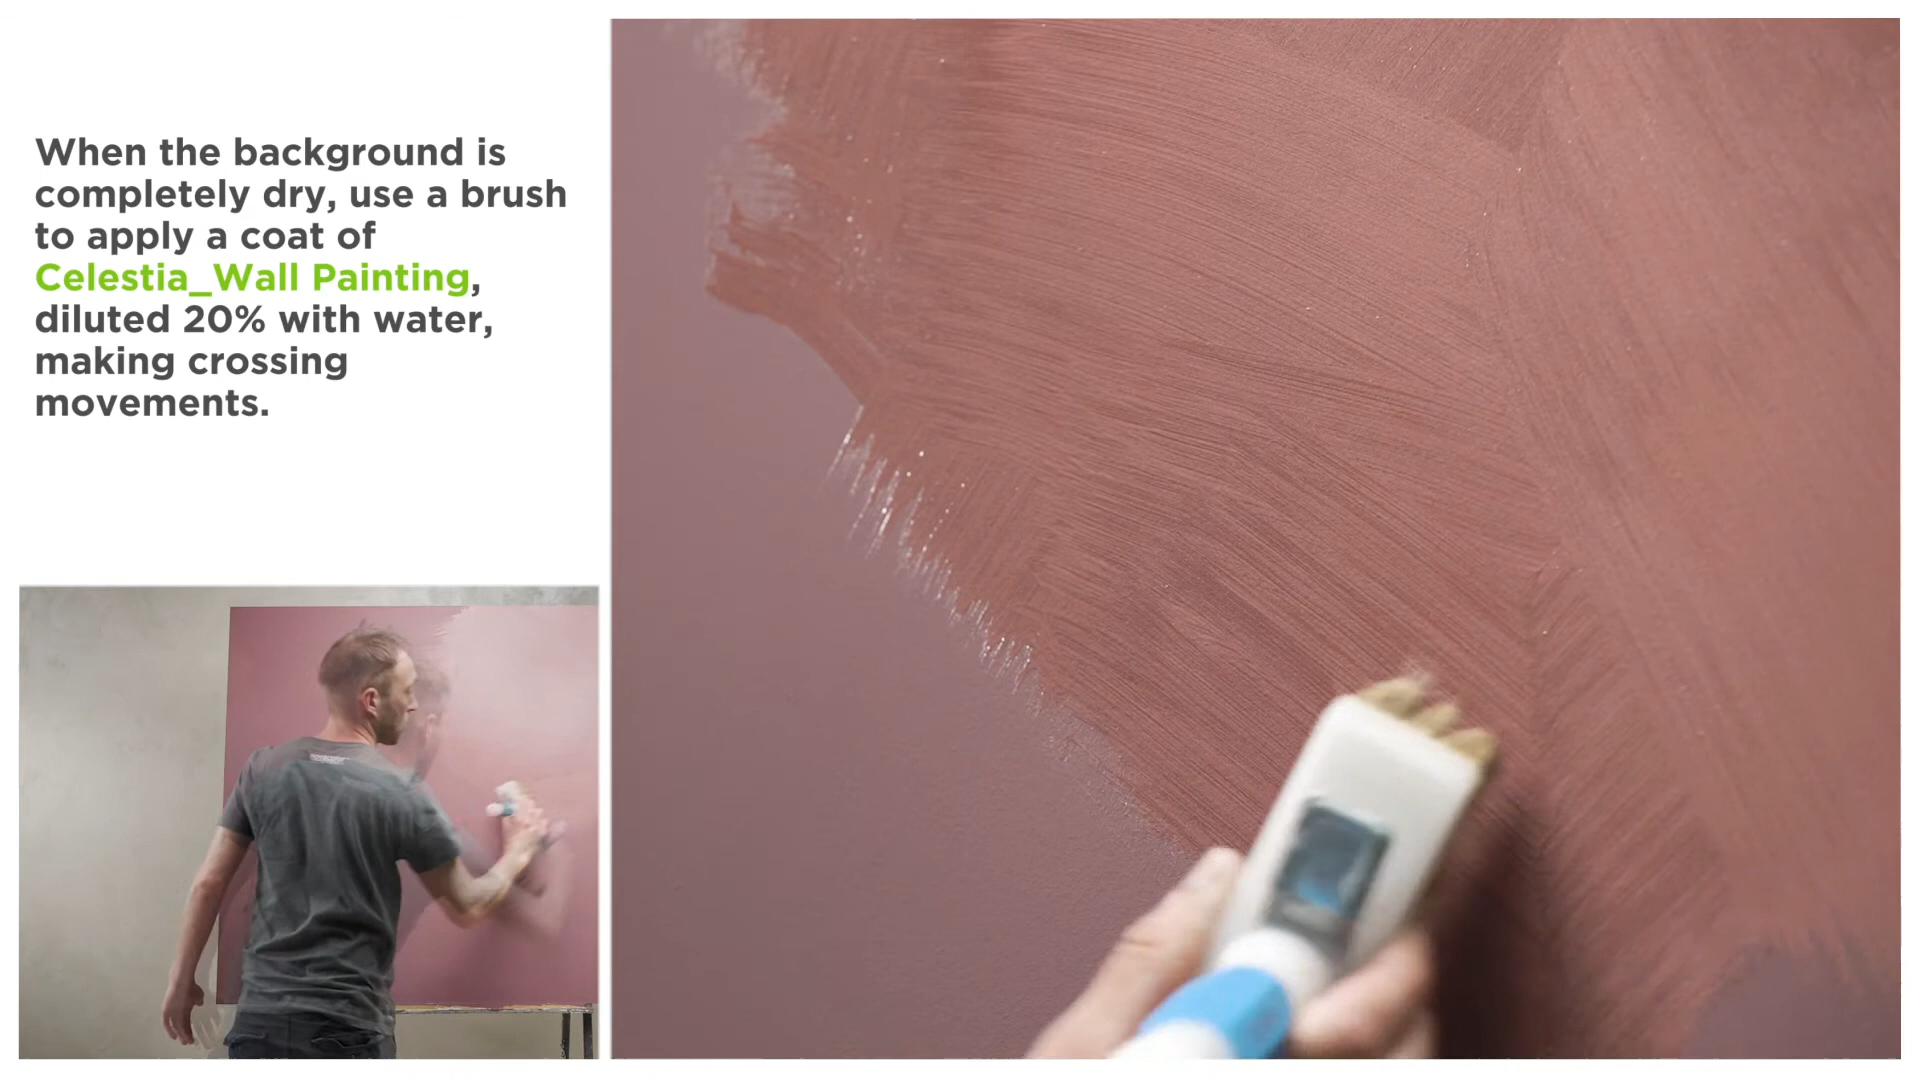 When the background is
completely dry, use a brush
to apply a coat of
Celestia_Wall Painting,
diluted 20% with water,
making crossing
movements.